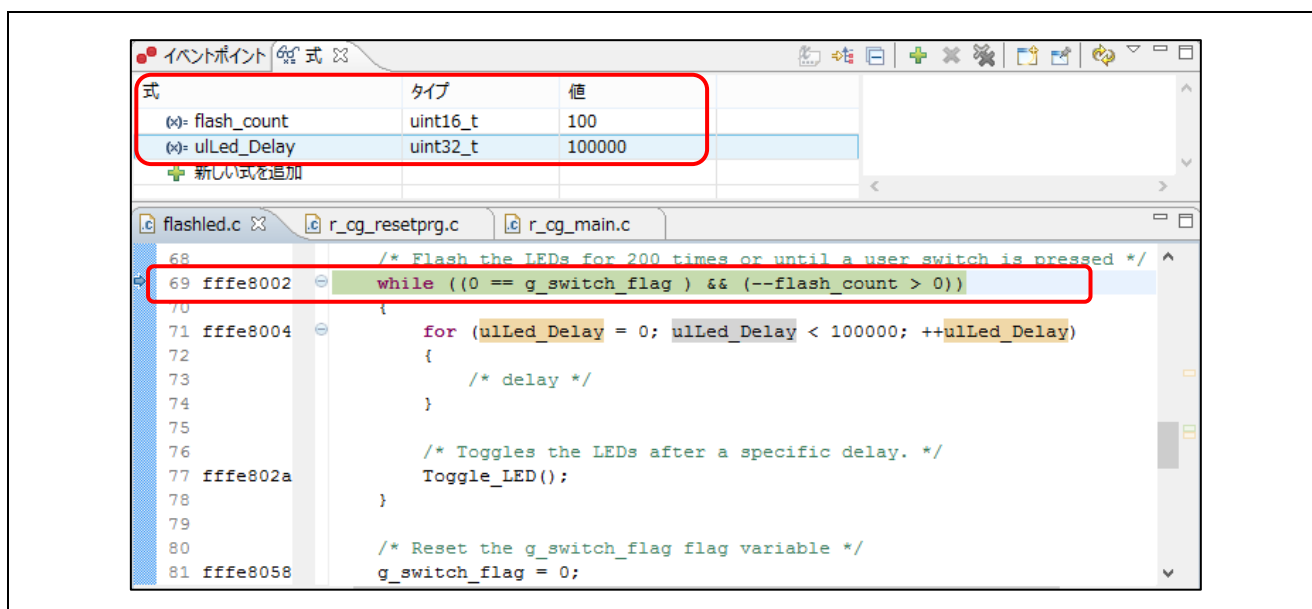 イベントポイント 式
式 タイプ 値
(x)= flash_count uint16_t 100
(x)= ulLed_Delay uint32_t 100000
新しい式を追加
.c flashled.c .c r_cg_resetprg.c .c r_cg_main.c
68 /* Flash the LEDs for 200 times or until a user switch is pressed */
69 fffe8002 while ((0 == g_switch_flag ) && (--flash_count > 0))
70 {
71 fffe8004 for (ulLed_Delay = 0; ulLed_Delay < 100000; ++ulLed_Delay)
72 {
73 /* delay */
74 }
75
76 /* Toggles the LEDs after a specific delay. */
77 fffe802a Toggle_LED();
78 }
79
80 /* Reset the g_switch_flag flag variable */
81 fffe8058 g_switch_flag = 0;